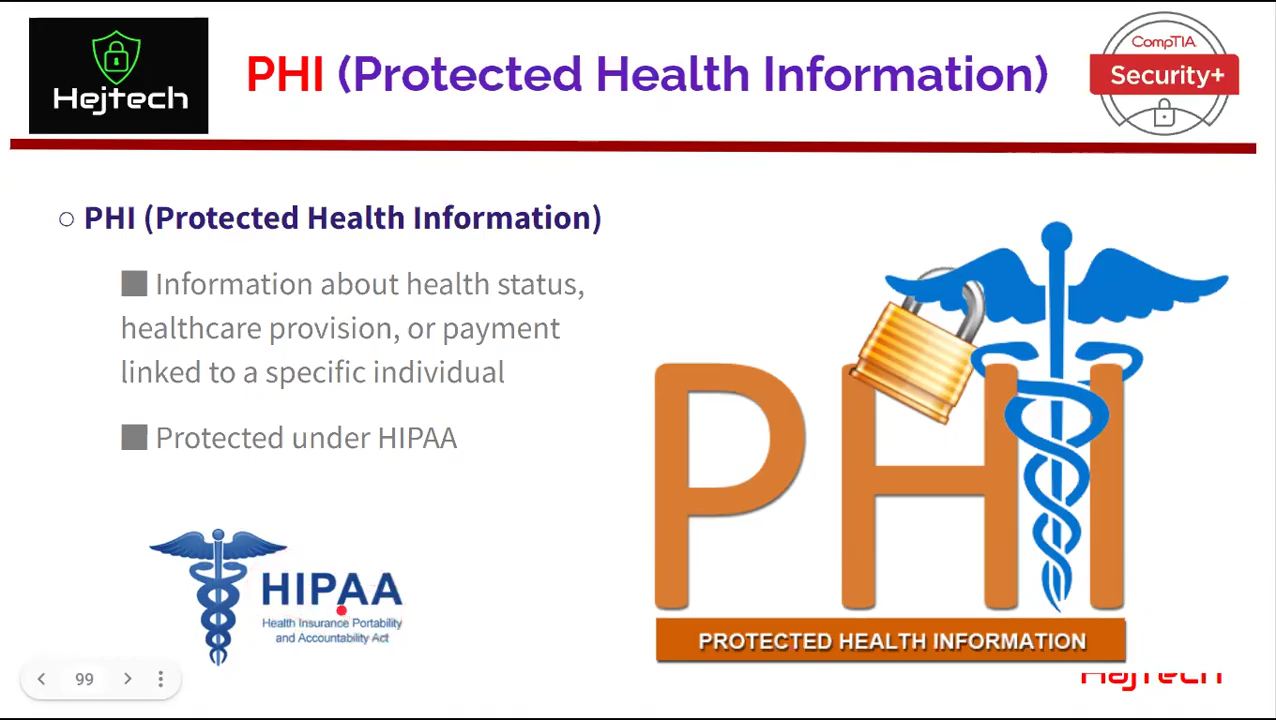 Hejtech
PHI (Protected Health Information)
CompTIA
Security+
○ PHI (Protected Health Information)
■ Information about health status,
healthcare provision, or payment
linked to a specific individual
■ Protected under HIPAA
PHI
PROTECTED HEALTH INFORMATION
HIPAA
Health Insurance Portability
and Accountability Act
99
HejTech